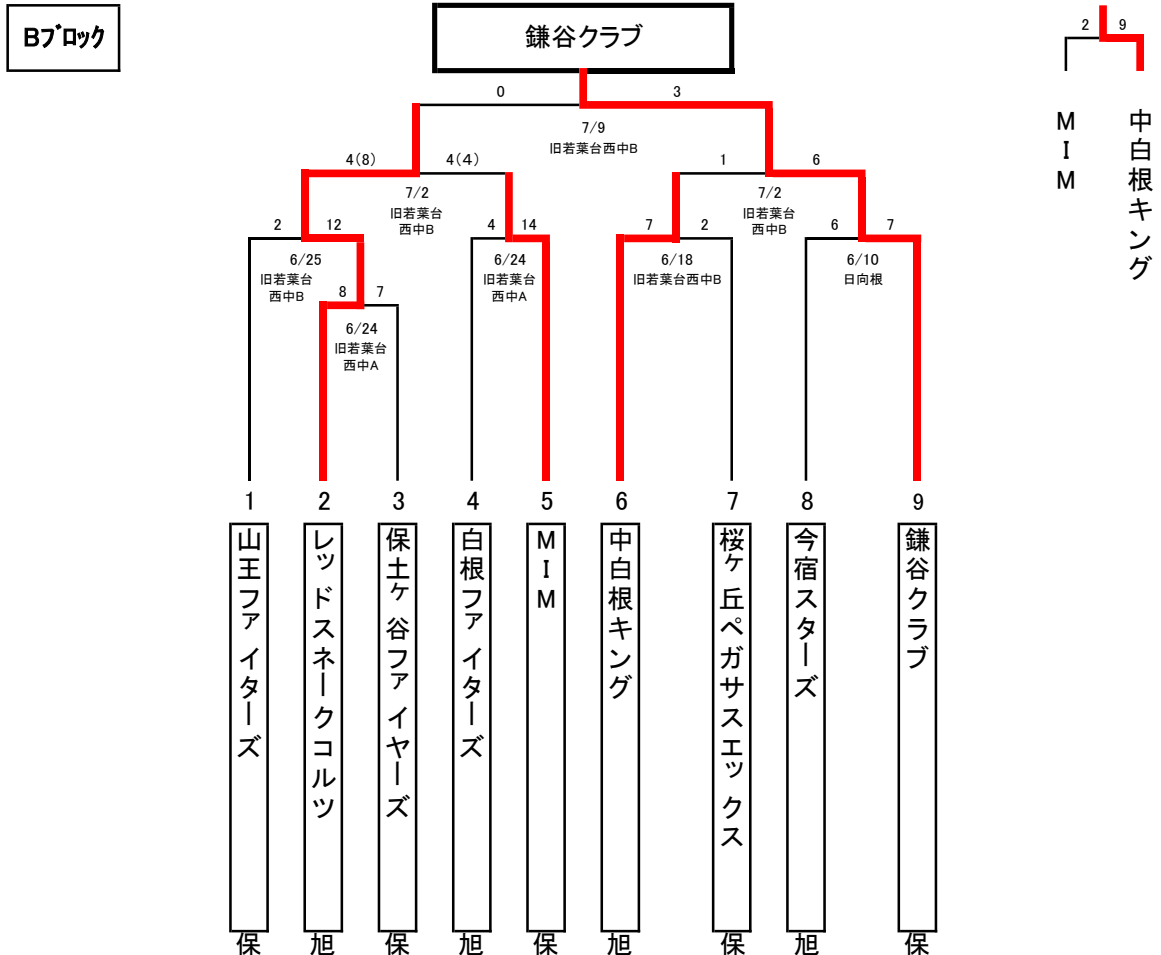 Bブロック
鎌谷クラブ
2 9
MIM
中白根キング
0 3
7/9
旧若葉台西中B
4(8) 4(4)
7/2
旧若葉台
西中B
1 6
7/2
旧若葉台
西中B
2 12
6/25
旧若葉台
西中B
4 14
6/24
旧若葉台
西中A
7 2
6/18
旧若葉台西中B
6 7
6/10
日向根
8 7
6/24
旧若葉台
西中A
1 2 3 4 5 6 7 8 9
山王ファイターズ
レッドスネークコルツ
保土ヶ谷ファイヤーズ
白根ファイターズ
MIM
中白根キング
桜ヶ丘ペガサスエックス
今宿スターズ
鎌谷クラブ
保 旭 保 旭 保 旭 保 旭 保